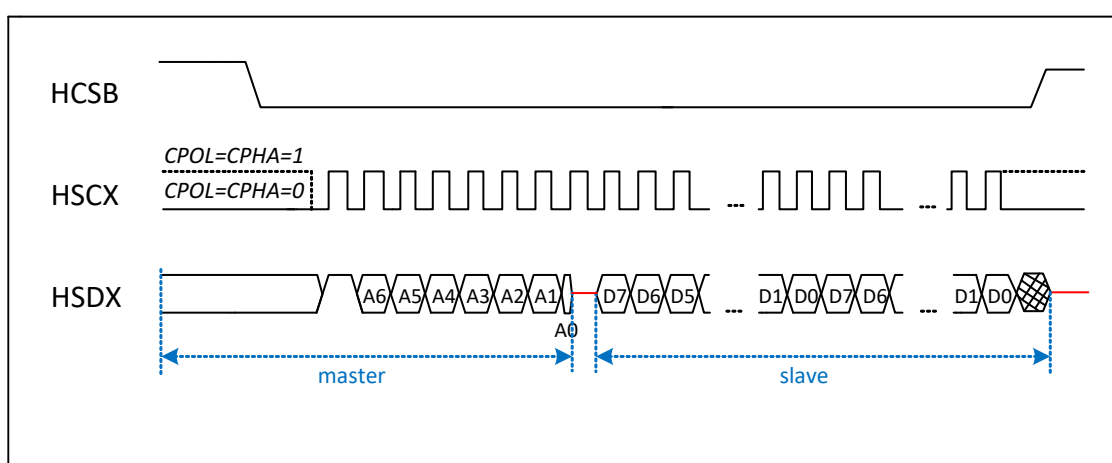 HCSB
CPOL=CPHA=1
HSCX
CPOL=CPHA=0
... ...
HSDX
A6 A5 A4 A3 A2 A1 D7 D6 D5 ... D1 D0 D7 D6 ... D1 D0
A0
master slave